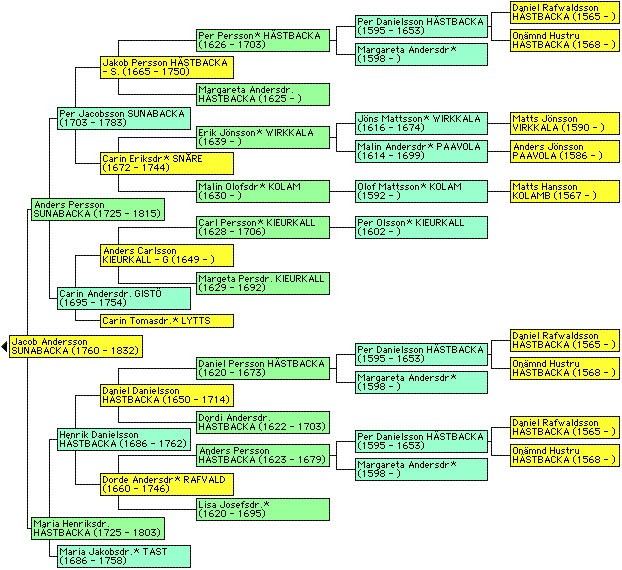 Daniel Rafwaldsson
HÄSTBACKA (1565 - )
Per Persson* HÄSTBACKA
(1626 - 1703)
Per Danielsson HÄSTBACKA
(1595 - 1653)
Onämnd Hustru
HÄSTBACKA (1568 - )
Margareta Andersdr*
(1598 - )
Jakob Persson HÄSTBACKA
- S. (1665 - 1750)
Margareta Andersdr.
HÄSTBACKA (1625 - )
Per Jacobsson SUNABACKA
(1703 - 1783)
Jöns Mattsson* WIRKKALA
(1616 - 1674)
Matts Jönsson
VIRKKALA (1590 - )
Erik Jönsson* WIRKKALA
(1639 - )
Malin Andersdr* PAAVOLA
(1614 - 1699)
Anders Jönsson
PAAVOLA (1586 - )
Carin Eriksdr* SNÅRE
(1672 - 1744)
Malin Olofsdr* KOLAM
(1630 - )
Olof Mattsson* KOLAM
(1592 - )
Matts Hansson
KOLAMB (1567 - )
Anders Persson
SUNABACKA (1725 - 1815)
Carl Persson* KIEURKALL
(1628 - 1706)
Per Olsson* KIEURKALL
(1602 - )
Anders Carlsson
KIEURKALL - G (1649 - )
Margeta Persdr. KIEURKALL
(1629 - 1692)
Carin Andersdr. GISTÖ
(1695 - 1754)
Carin Tomasdr.* LYTTS
Jacob Andersson
SUNABACKA (1760 - 1832)
Daniel Rafwaldsson
HÄSTBACKA (1565 - )
Daniel Persson HÄSTBACKA
(1620 - 1673)
Per Danielsson HÄSTBACKA
(1595 - 1653)
Onämnd Hustru
HÄSTBACKA (1568 - )
Margareta Andersdr*
(1598 - )
Daniel Danielsson
HÄSTBACKA (1650 - 1714)
Dordi Andersdr.
HÄSTBACKA (1622 - 1703)
Henrik Danielsson
HÄSTBACKA (1686 - 1762)
Daniel Rafwaldsson
HÄSTBACKA (1565 - )
Anders Persson
HÄSTBACKA (1623 - 1679)
Per Danielsson HÄSTBACKA
(1595 - 1653)
Onämnd Hustru
HÄSTBACKA (1568 - )
Margareta Andersdr*
(1598 - )
Dorde Andersdr* RAFVALD
(1660 - 1746)
Lisa Josefsdr.*
(1620 - 1695)
Maria Henriksdr.
HÄSTBACKA (1725 - 1803)
Maria Jakobsdr.* TAST
(1686 - 1758)